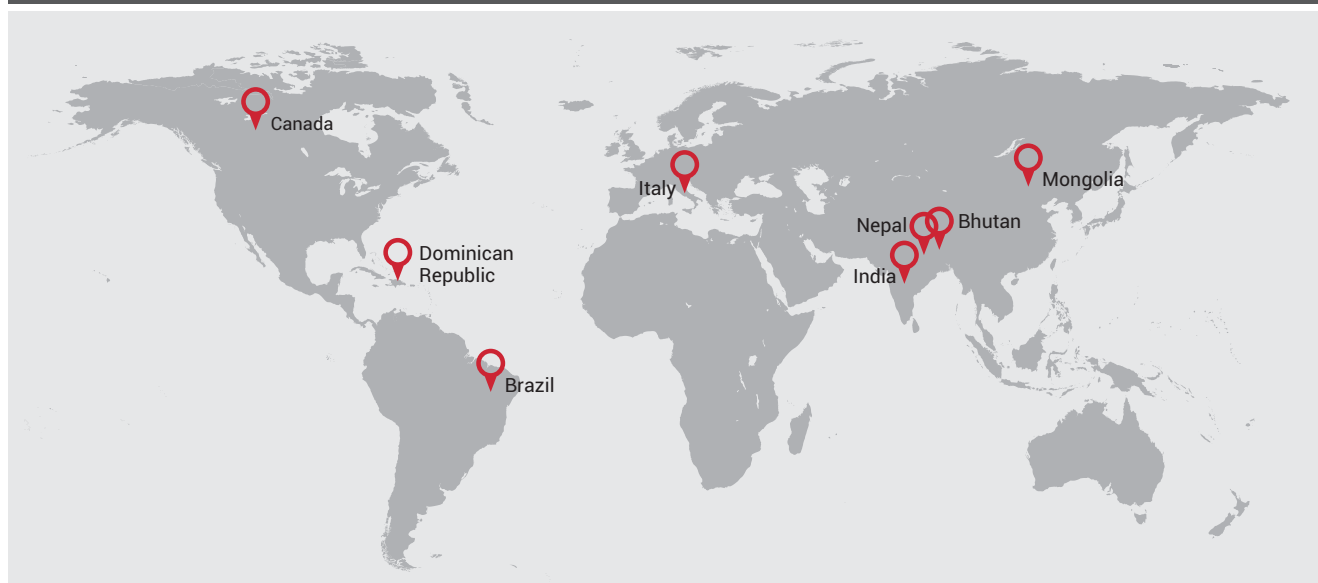 Canada
Italy
Mongolia
Nepal
Bhutan
Dominican
Republic
India
Brazil